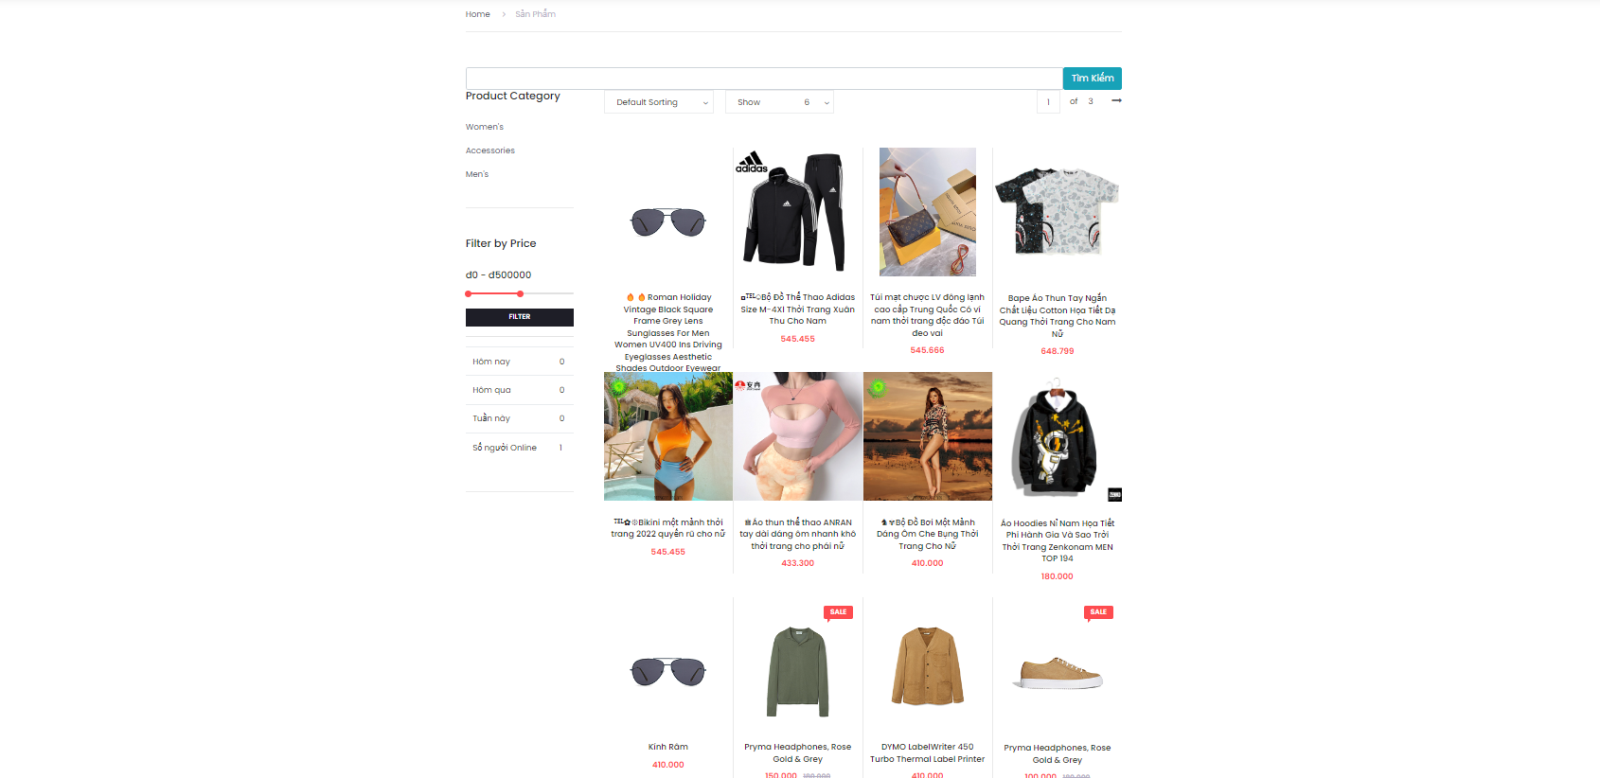 Home > Sản Phẩm
Tìm Kiếm
Product Category
Default Sorting
Show 6
1 of 3
Women's
Accessories
Men's
Filter by Price
đ0 - đ500000
FILTER
Hôm nay 0
Hôm qua 0
Tuần này 0
Số người Online 1
🔥 🔥Roman Holiday
Vintage Black Square
Frame Grey Lens
Sunglasses For Men
Women UV400 Ins Driving
Eyeglasses Aesthetic
Shades Outdoor Eyewear
adidas
Bộ Đồ Thể Thao Adidas
Size M-4Xl Thời Trang Xuân
Thu Cho Nam
545.455
Túi mạt chược LV đông lạnh
cao cấp Trung Quốc Có ví
nam thời trang độc đáo Túi
đeo vai
545.666
Bape Áo Thun Tay Ngắn
Chất Liệu Cotton Họa Tiết Dạ
Quang Thời Trang Cho Nam
Nữ
648.799
℡✿®Bikini một mảnh thời
trang 2022 quyến rũ cho nữ
545.455
Áo thun thể thao ANRAN
tay dài dáng ôm nhanh khô
thời trang cho phái nữ
433.300
♞☢Bộ Đồ Bơi Một Mảnh
Dáng Ôm Che Bụng Thời
Trang Cho Nữ
410.000
Áo Hoodies Nỉ Nam Họa Tiết
Phi Hành Gia Và Sao Trời
Thời Trang Zenkonam MEN
TOP 194
180.000
Kính Râm
410.000
SALE
Pryma Headphones, Rose
Gold & Grey
150.000 180.000
DYMO LabelWriter 450
Turbo Thermal Label Printer
410.000
SALE
Pryma Headphones, Rose
Gold & Grey
100.000 180.000